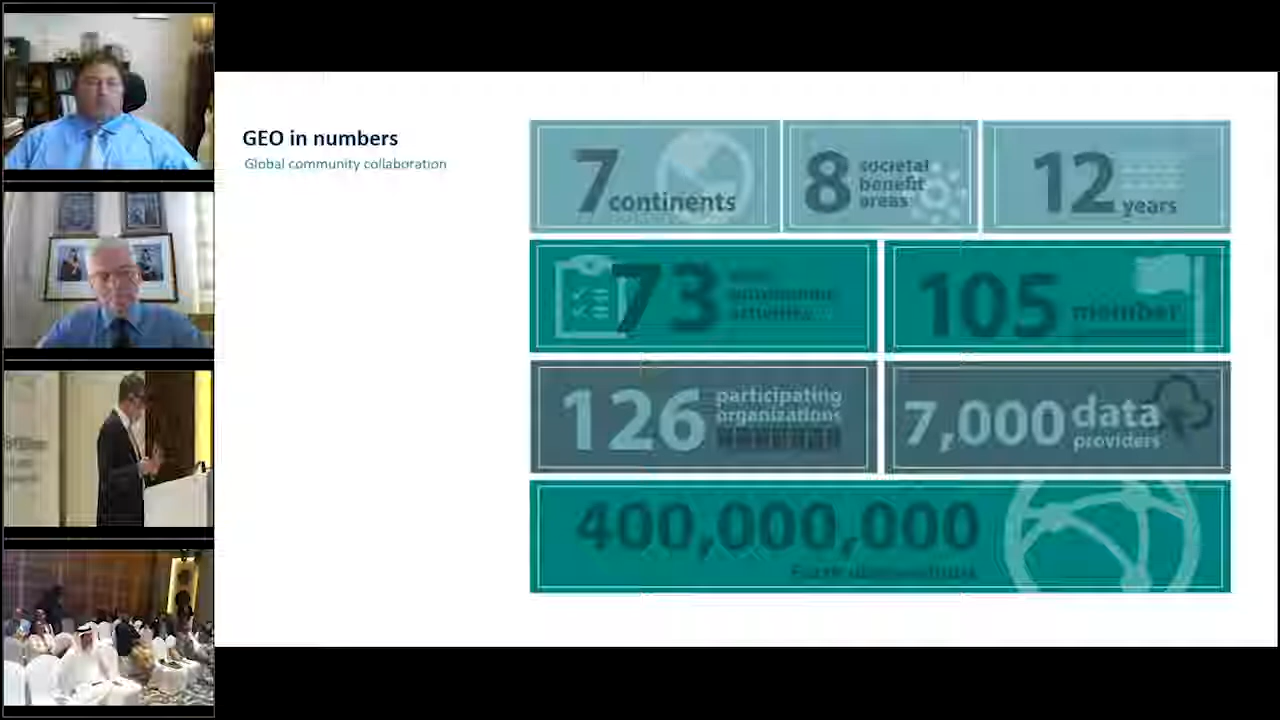 GEO in numbers
Global community collaboration
7 continents
8 societal
benefit
areas
12 years
73
105 member
126 participating
organizations
7,000 data
providers
400,000,000